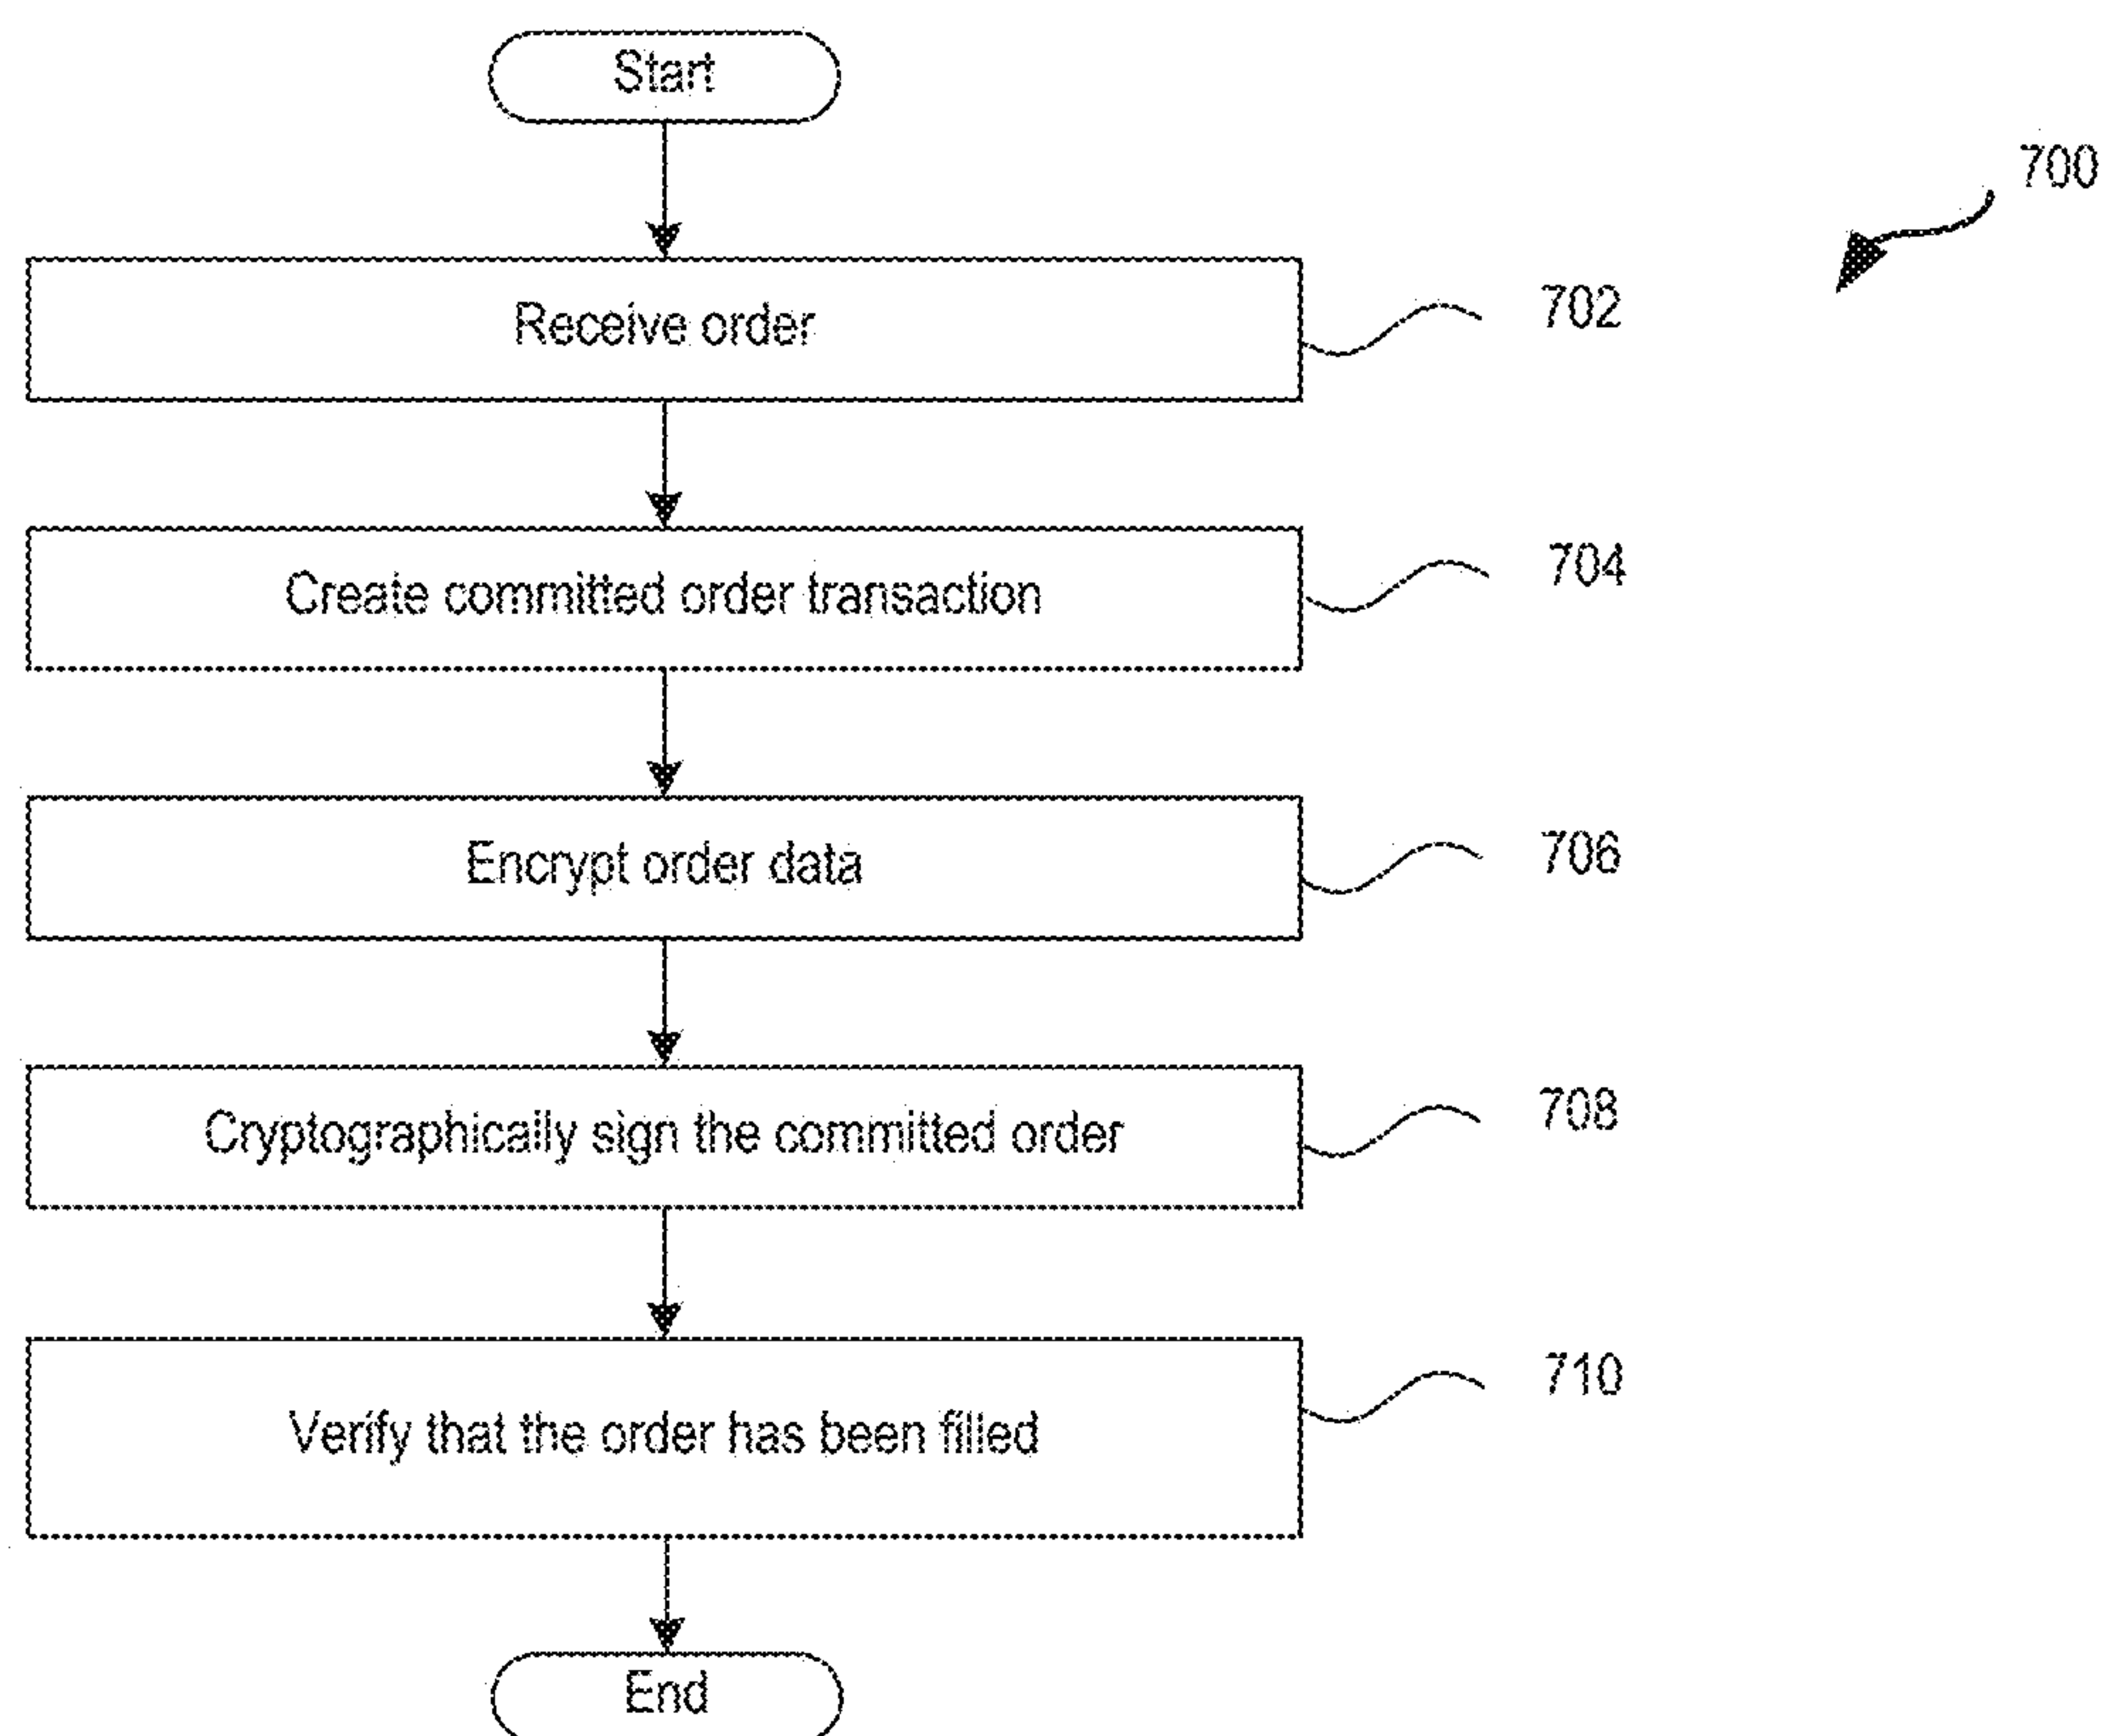 Start
700
Receive order
702
Create committed order transaction
704
Encrypt order data
706
Cryptographically sign the committed order
708
Verify that the order has been filled
710
End